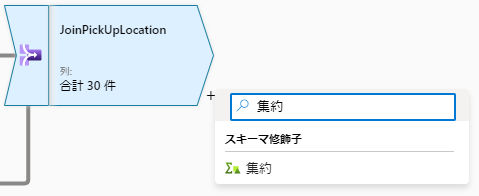 JoinPickUpLocation
列:
合計 30 件
+
集約
スキーマ修飾子
集約